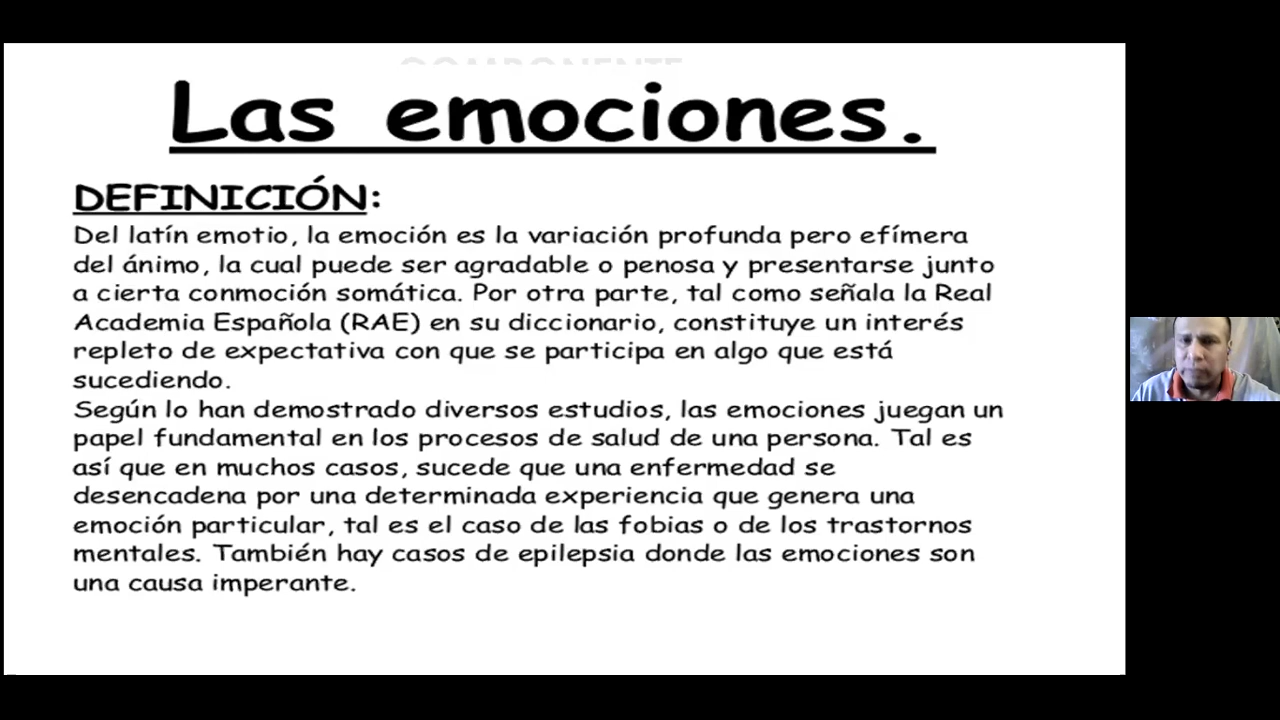 COMPONENTE
Las emociones.
DEFINICIÓN:
Del latín emotio, la emoción es la variación profunda pero efímera
del ánimo, la cual puede ser agradable o penosa y presentarse junto
a cierta conmoción somática. Por otra parte, tal como señala la Real
Academia Española (RAE) en su diccionario, constituye un interés
repleto de expectativa con que se participa en algo que está
sucediendo.
Según lo han demostrado diversos estudios, las emociones juegan un
papel fundamental en los procesos de salud de una persona. Tal es
así que en muchos casos, sucede que una enfermedad se
desencadena por una determinada experiencia que genera una
emoción particular, tal es el caso de las fobias o de los trastornos
mentales. También hay casos de epilepsia donde las emociones son
una causa imperante.